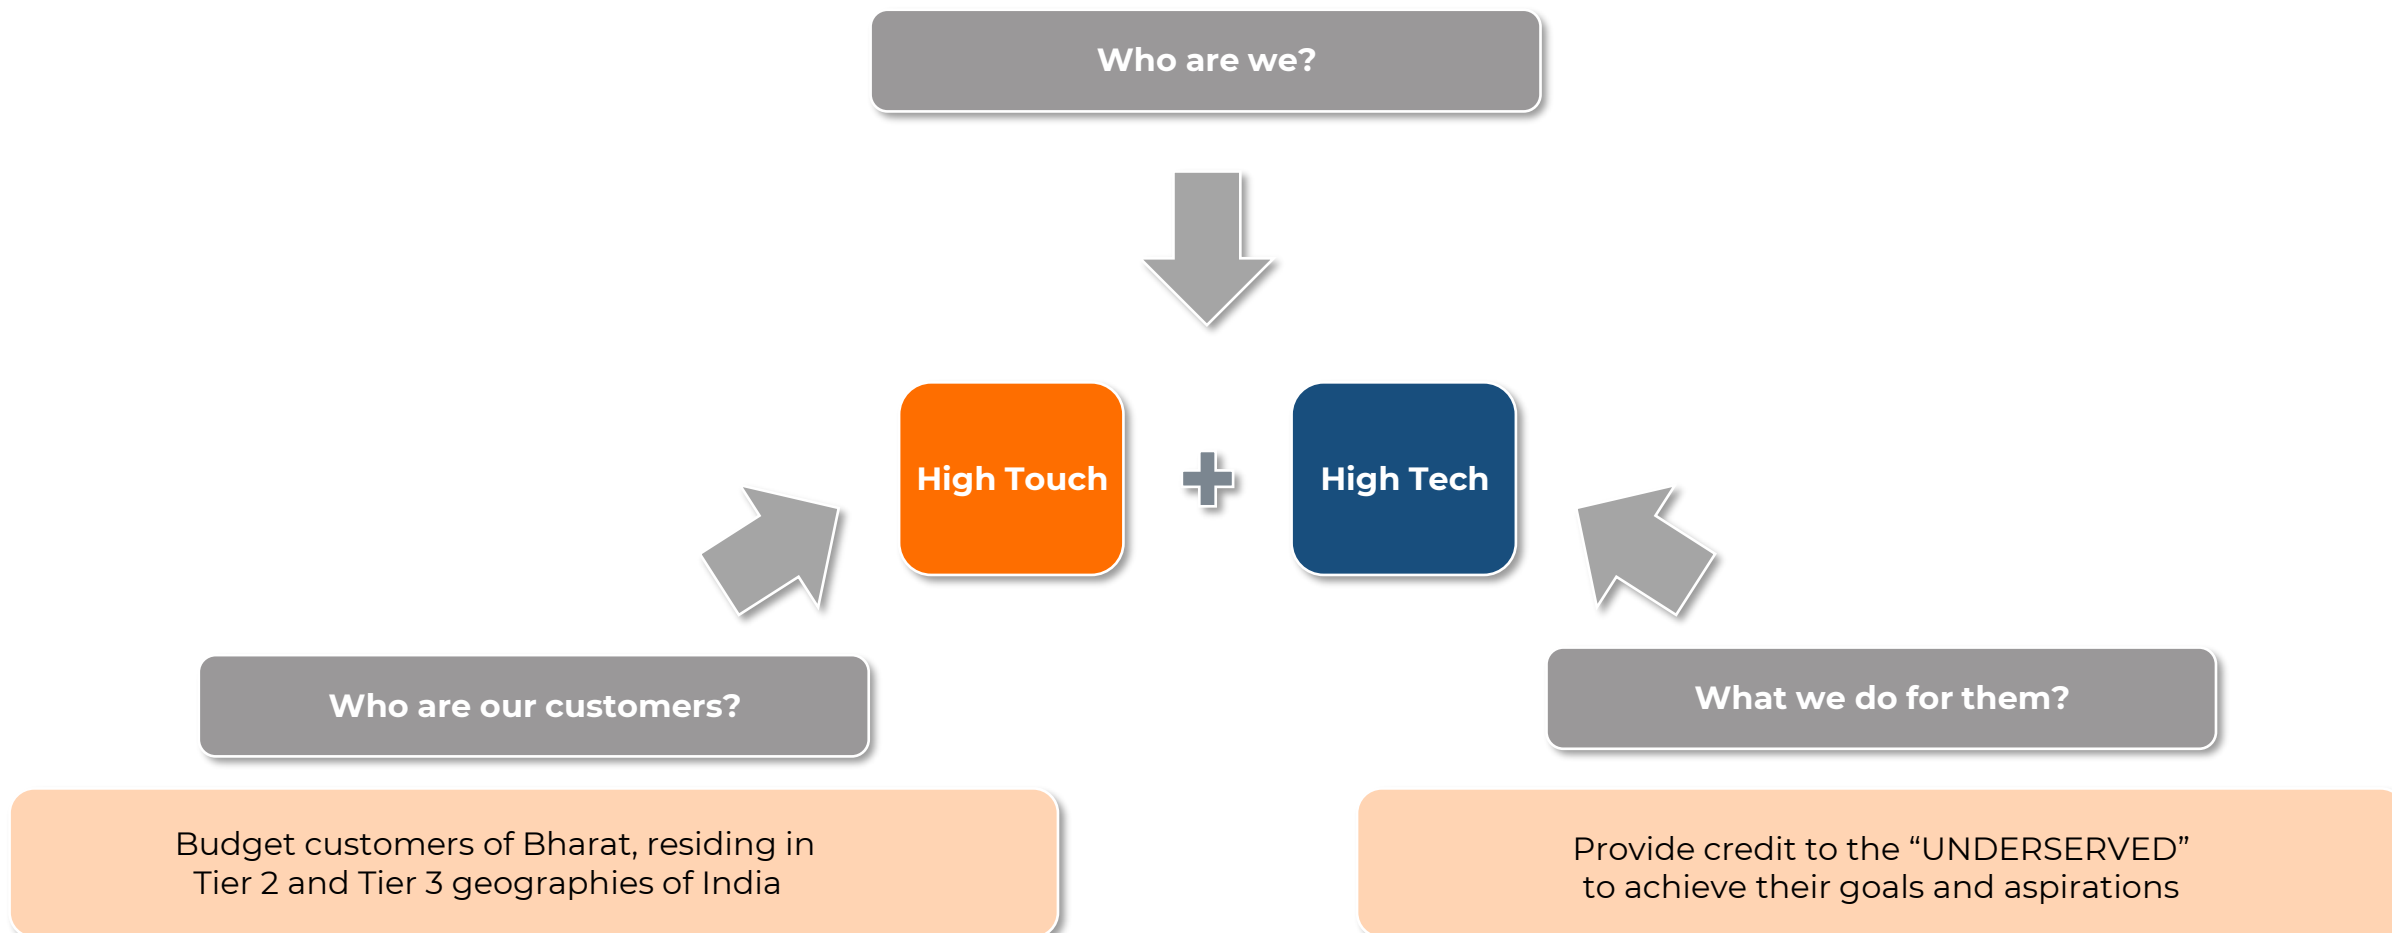 Who are we?
High Touch
High Tech
Who are our customers?
What we do for them?
Budget customers of Bharat, residing in
Tier 2 and Tier 3 geographies of India
Provide credit to the “UNDERSERVED”
to achieve their goals and aspirations